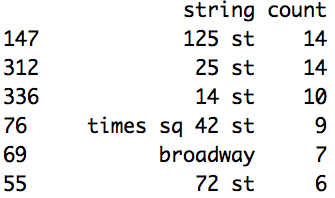 string count
147 125 st 14
312 25 st 14
336 14 st 10
76 times sq 42 st 9
69 broadway 7
55 72 st 6